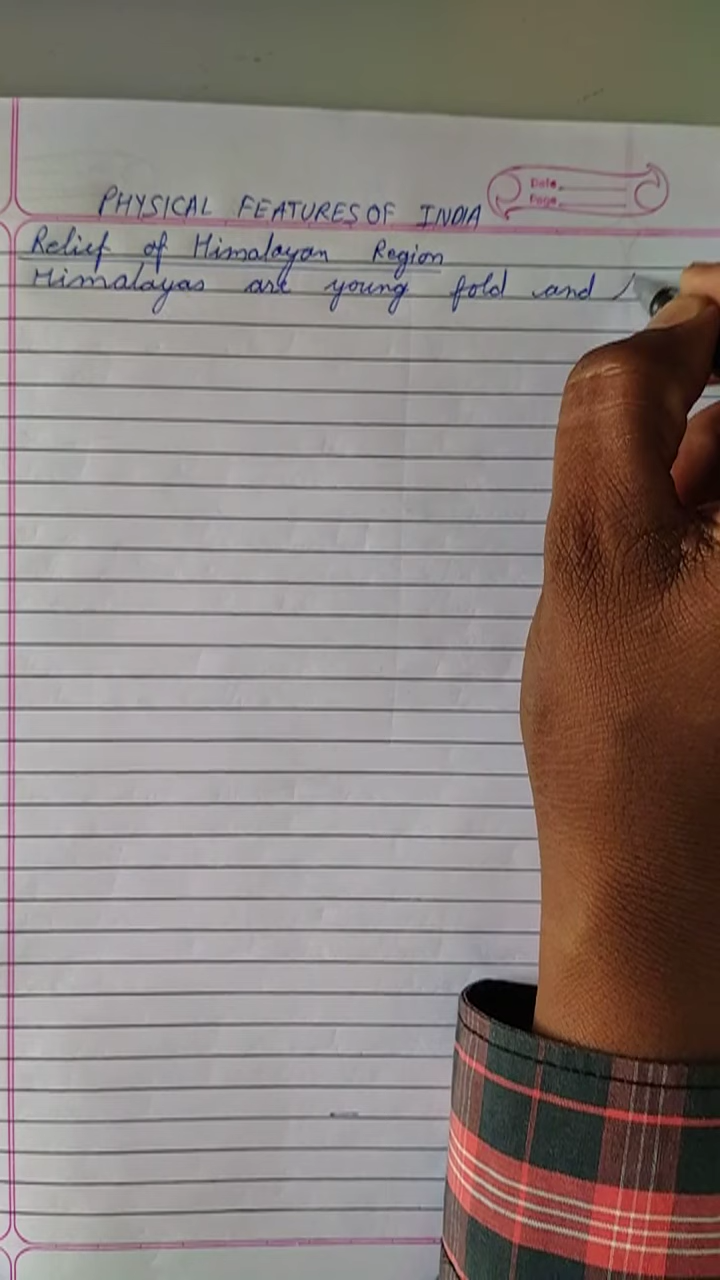 Date
Page
PHYSICAL FEATURES OF INDIA
Relief of Himalayan Region
Himalayas are young fold and